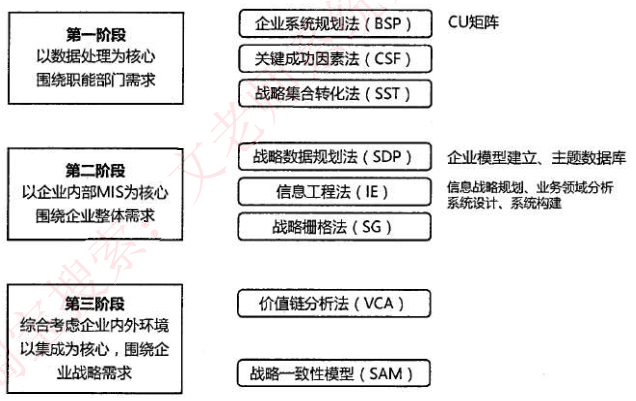 第一阶段
以数据处理为核心
围绕职能部门需求
企业系统规划法（BSP）
CU矩阵
关键成功因素法（CSF）
战略集合转化法（SST）
第二阶段
以企业内部MIS为核心
围绕企业整体需求
战略数据规划法（SDP）
企业模型建立、主题数据库
信息工程法（IE）
信息战略规划、业务领域分析
系统设计、系统构建
战略栅格法（SG）
第三阶段
综合考虑企业内外环境
以集成为核心，围绕企
业战略需求
价值链分析法（VCA）
战略一致性模型（SAM）